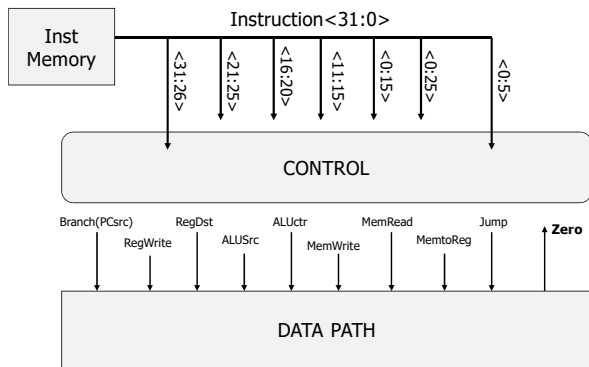 Instruction<31:0>
Inst
Memory
<31:26>
<21:25>
<16:20>
<11:15>
<0:15>
<0:25>
<0:5>
CONTROL
Branch(PCsrc)
RegDst
ALUctr
MemRead
Jump
Zero
RegWrite
ALUSrc
MemWrite
MemtoReg
DATA PATH